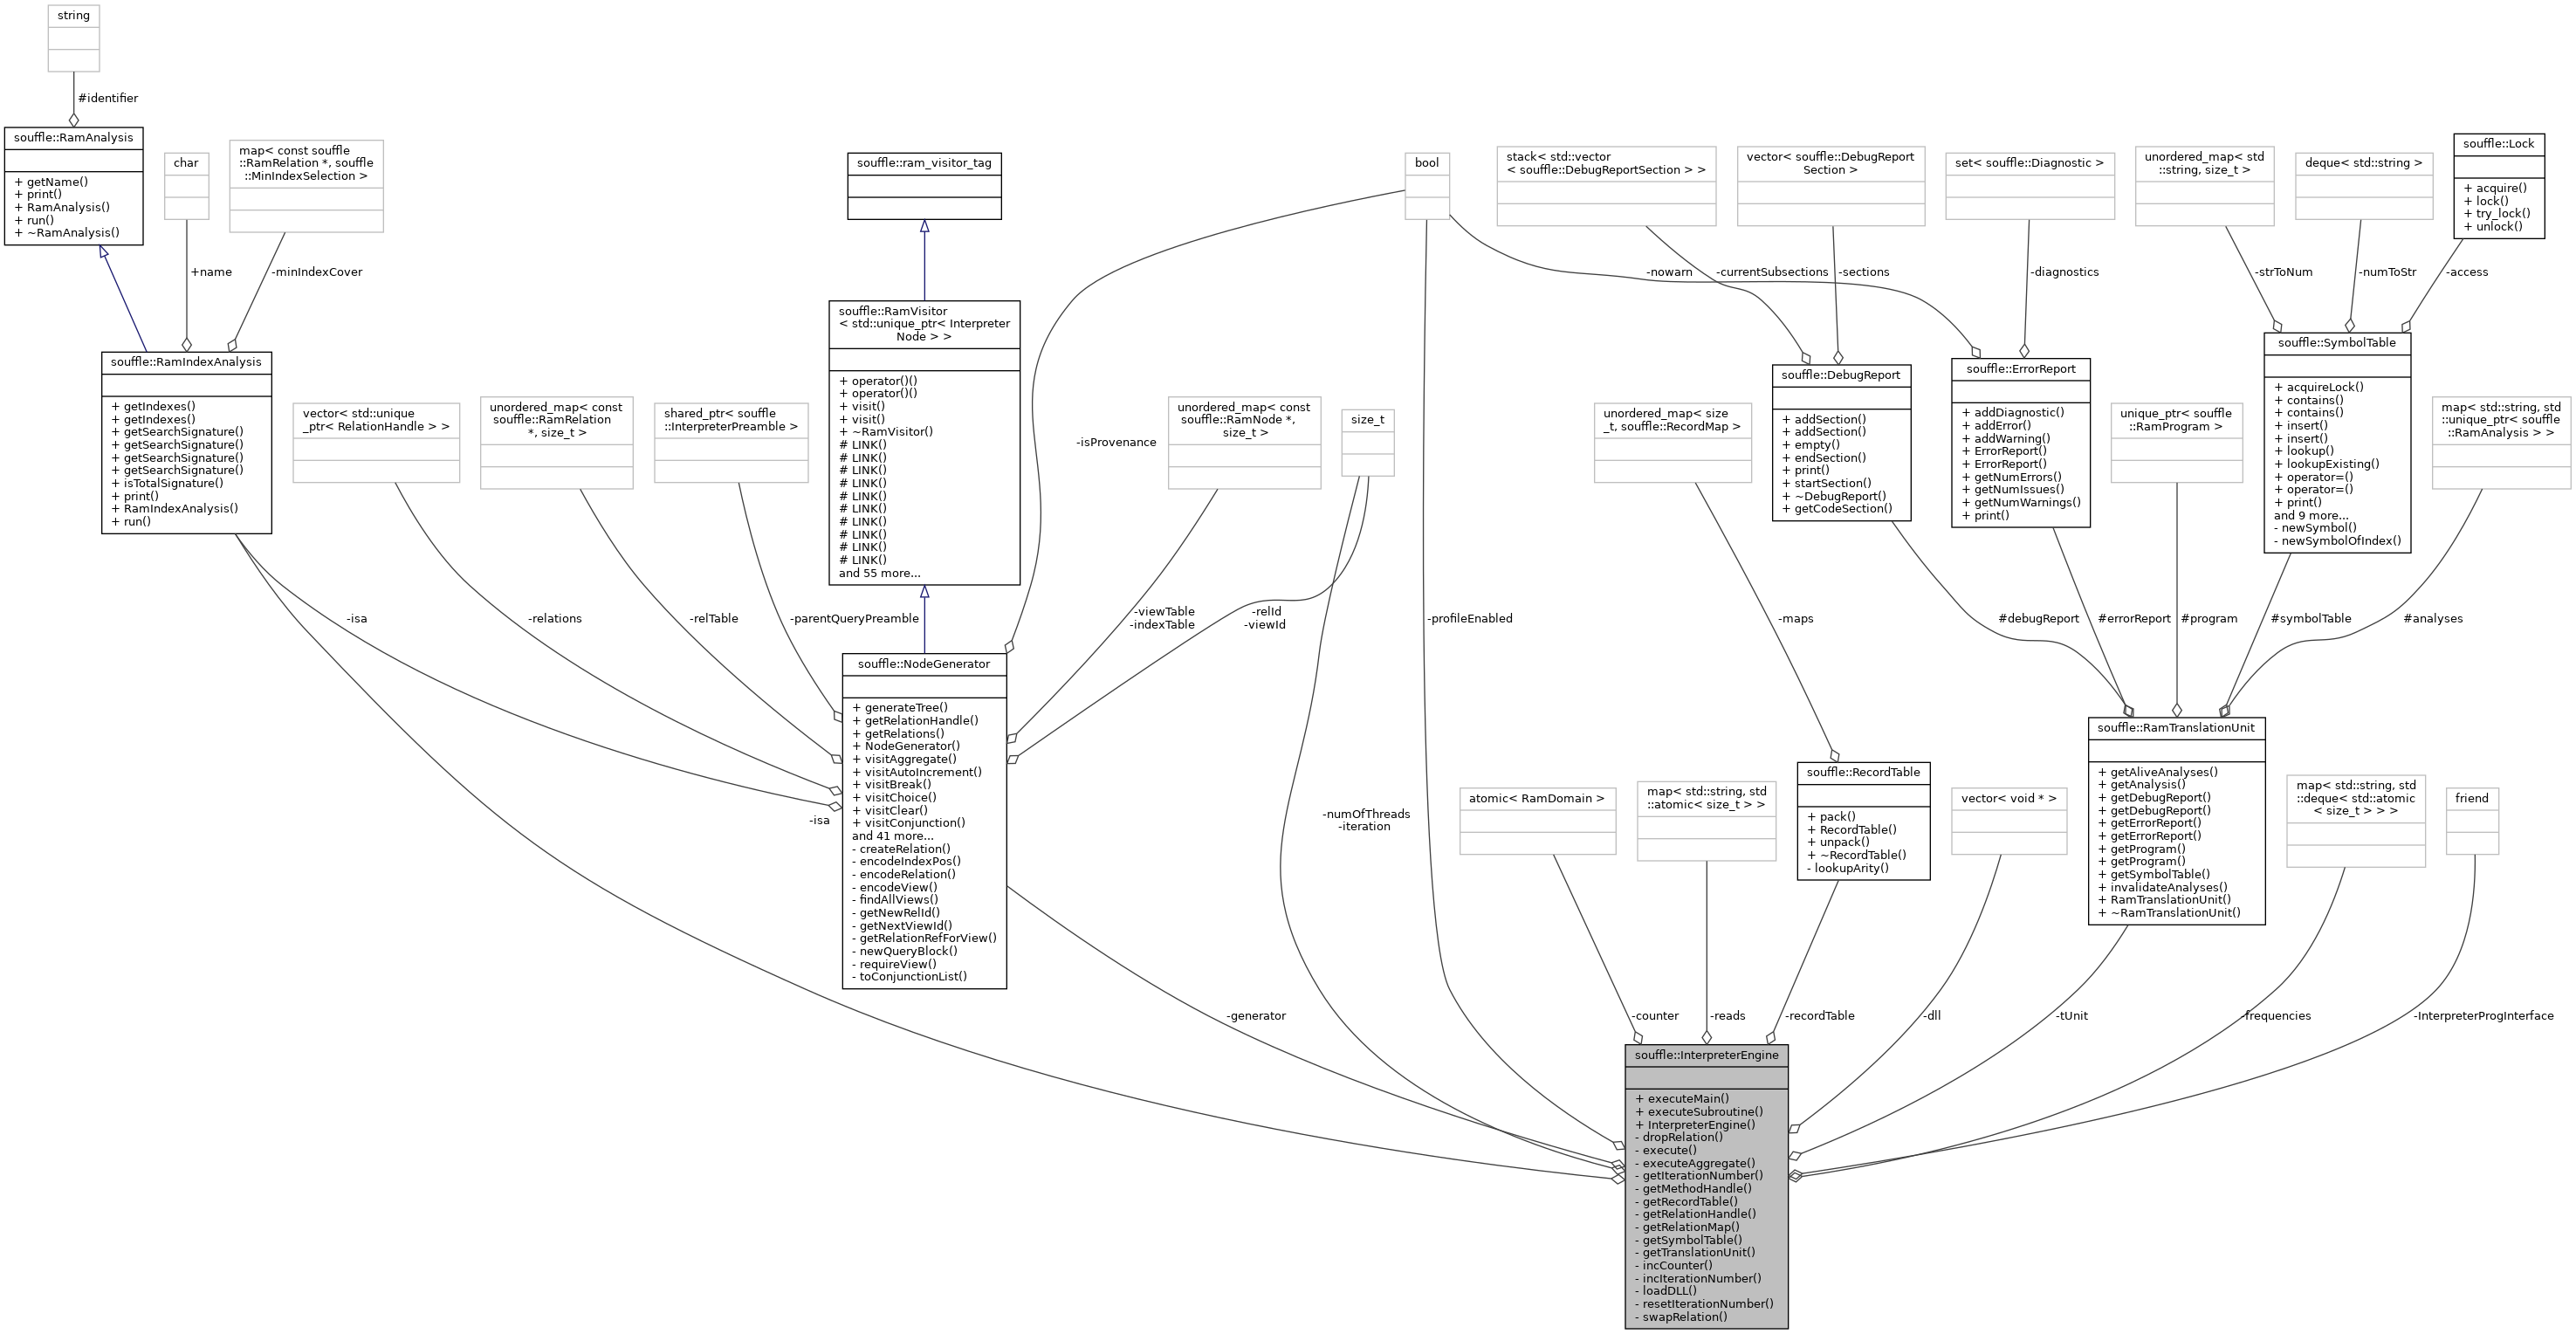 string
#identifier
souffle::RamAnalysis
+ getName()
+ print()
+ RamAnalysis()
+ run()
+ ~RamAnalysis()
char
map< const souffle
::RamRelation *, souffle
::MinIndexSelection >
souffle::ram_visitor_tag
bool
stack< std::vector
< souffle::DebugReportSection > >
vector< souffle::DebugReport
Section >
set< souffle::Diagnostic >
unordered_map< std
::string, size_t >
deque< std::string >
souffle::Lock
+ acquire()
+ lock()
+ try_lock()
+ unlock()
+name
-minIndexCover
-nowarn
-currentSubsections
-sections
-diagnostics
-strToNum
-numToStr
-access
souffle::RamIndexAnalysis
+ getIndexes()
+ getIndexes()
+ getSearchSignature()
+ getSearchSignature()
+ getSearchSignature()
+ getSearchSignature()
+ isTotalSignature()
+ print()
+ RamIndexAnalysis()
+ run()
vector< std::unique
_ptr< RelationHandle > >
unordered_map< const
souffle::RamRelation
*, size_t >
shared_ptr< souffle
::InterpreterPreamble >
souffle::RamVisitor
< std::unique_ptr< Interpreter
Node > >
+ operator()()
+ operator()()
+ visit()
+ visit()
+ ~RamVisitor()
# LINK()
# LINK()
# LINK()
# LINK()
# LINK()
# LINK()
# LINK()
# LINK()
# LINK()
# LINK()
and 55 more...
-isProvenance
unordered_map< const
souffle::RamNode *,
size_t >
size_t
unordered_map< size
_t, souffle::RecordMap >
souffle::DebugReport
+ addSection()
+ addSection()
+ empty()
+ endSection()
+ print()
+ startSection()
+ ~DebugReport()
+ getCodeSection()
souffle::ErrorReport
+ addDiagnostic()
+ addError()
+ addWarning()
+ ErrorReport()
+ ErrorReport()
+ getNumErrors()
+ getNumIssues()
+ getNumWarnings()
+ print()
unique_ptr< souffle
::RamProgram >
souffle::SymbolTable
+ acquireLock()
+ contains()
+ contains()
+ insert()
+ insert()
+ lookup()
+ lookupExisting()
+ operator=()
+ operator=()
+ print()
and 9 more...
- newSymbol()
- newSymbolOfIndex()
map< std::string, std
::unique_ptr< souffle
::RamAnalysis > >
-isa
-relations
-relTable
-parentQueryPreamble
-viewTable
-indexTable
-relId
-viewId
-profileEnabled
-maps
#debugReport
#errorReport
#program
#symbolTable
#analyses
souffle::NodeGenerator
+ generateTree()
+ getRelationHandle()
+ getRelations()
+ NodeGenerator()
+ visitAggregate()
+ visitAutoIncrement()
+ visitBreak()
+ visitChoice()
+ visitClear()
+ visitConjunction()
and 41 more...
- createRelation()
- encodeIndexPos()
- encodeRelation()
- encodeView()
- findAllViews()
- getNewRelId()
- getNextViewId()
- getRelationRefForView()
- newQueryBlock()
- requireView()
- toConjunctionList()
-isa
-numOfThreads
-iteration
atomic< RamDomain >
map< std::string, std
::atomic< size_t > >
souffle::RecordTable
+ pack()
+ RecordTable()
+ unpack()
+ ~RecordTable()
- lookupArity()
vector< void * >
souffle::RamTranslationUnit
+ getAliveAnalyses()
+ getAnalysis()
+ getDebugReport()
+ getDebugReport()
+ getErrorReport()
+ getErrorReport()
+ getProgram()
+ getProgram()
+ getSymbolTable()
+ invalidateAnalyses()
+ RamTranslationUnit()
+ ~RamTranslationUnit()
map< std::string, std
::deque< std::atomic
< size_t > > >
friend
-generator
-counter
-reads
-recordTable
-dll
-tUnit
-frequencies
-InterpreterProgInterface
souffle::InterpreterEngine
+ executeMain()
+ executeSubroutine()
+ InterpreterEngine()
- dropRelation()
- execute()
- executeAggregate()
- getIterationNumber()
- getMethodHandle()
- getRecordTable()
- getRelationHandle()
- getRelationMap()
- getSymbolTable()
- getTranslationUnit()
- incCounter()
- incIterationNumber()
- loadDLL()
- resetIterationNumber()
- swapRelation()